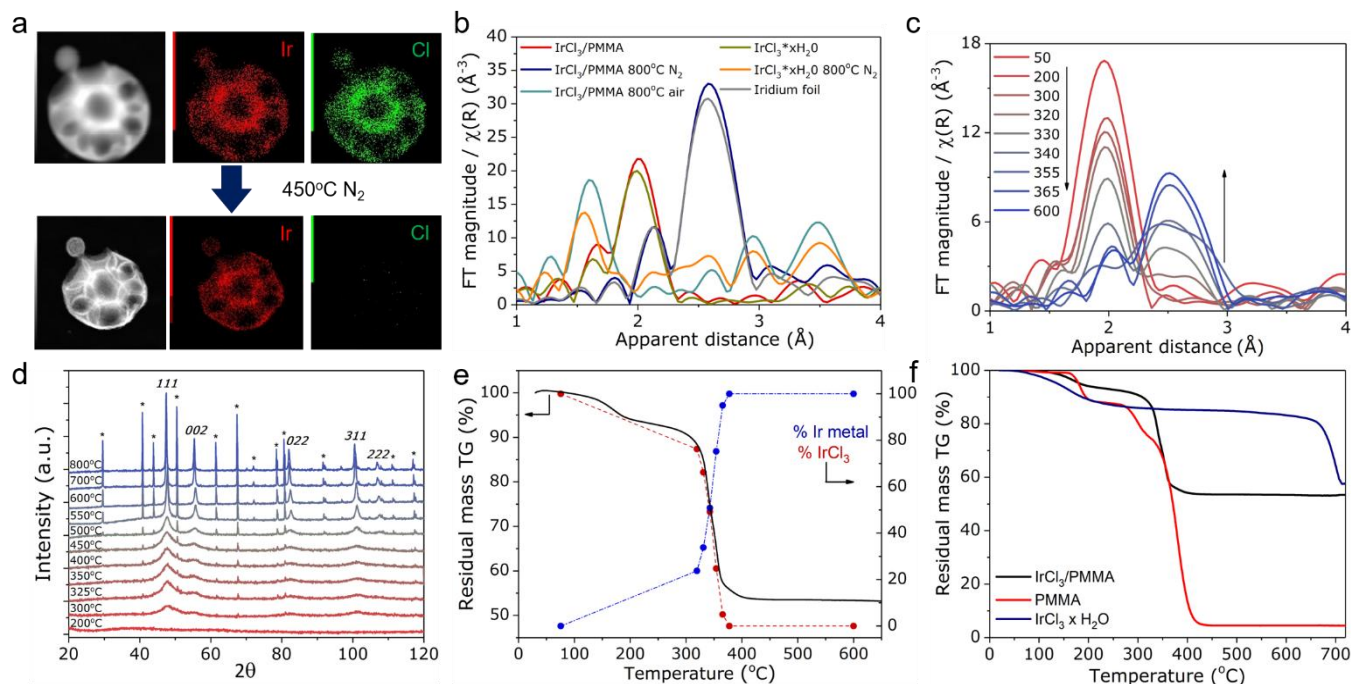 a
Ir
Cl
450°C N₂
Ir
Cl
b
40
35
30
25
20
15
10
5
0
FT magnitude / χ(R) (Å⁻³)
IrCl₃/PMMA
IrCl₃/PMMA 800°C N₂
IrCl₃/PMMA 800°C air
IrCl₃*xH₂0
IrCl₃*xH₂0 800°C N₂
Iridium foil
1 2 3 4
Apparent distance (Å)
c
18
12
6
0
FT magnitude / χ(R) (Å⁻³)
50
200
300
320
330
340
355
365
600
1 2 3 4
Apparent distance (Å)
d
Intensity (a.u.)
111
002
022
311
222
* * * * * * * * * * * *
800°C
700°C
600°C
550°C
500°C
450°C
400°C
350°C
325°C
300°C
200°C
20 40 60 80 100 120
2θ
e
Residual mass TG (%)
100
90
80
70
60
50
100
80
60
40
20
0
% Ir metal
% IrCl₃
0 100 200 300 400 500 600
Temperature (°C)
f
Residual mass TG (%)
100
80
60
40
20
0
IrCl₃/PMMA
PMMA
IrCl₃ x H₂O
0 100 200 300 400 500 600 700
Temperature (°C)